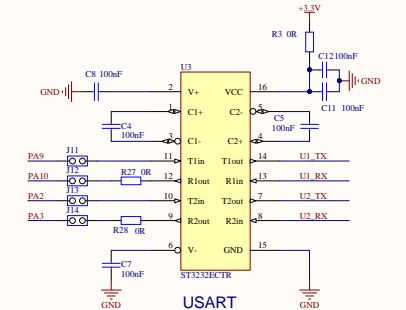 +3.3V
R3 0R
U3
C8 100nF
C12100nF
GND
2
V+
VCC
16
GND
C11 100nF
1
C1+
C2-
5
C4
100nF
C5
100nF
3
C1-
C2+
4
PA9
J11
11
T1in
T1out
14
U1_TX
PA10
J12
R27 0R
12
R1out
R1in
13
U1_RX
PA2
J13
10
T2in
T2out
7
U2_TX
PA3
J14
R28 0R
9
R2out
R2in
8
U2_RX
6
V-
GND
15
C7
100nF
ST3232ECTR
GND
USART
GND